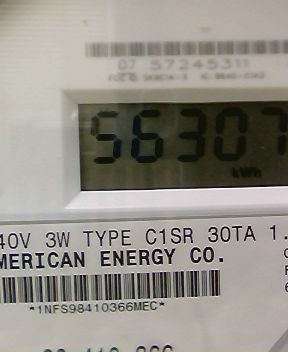 07 57245311
56307
kWh
40V 3W TYPE C1SR 30TA 1.
MERICAN ENERGY CO.
*1NFS98410366MEC*